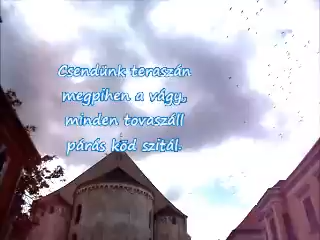 Csendünk teraszán
megpihen a vágy,
minden tovaszáll
párás köd szitál.